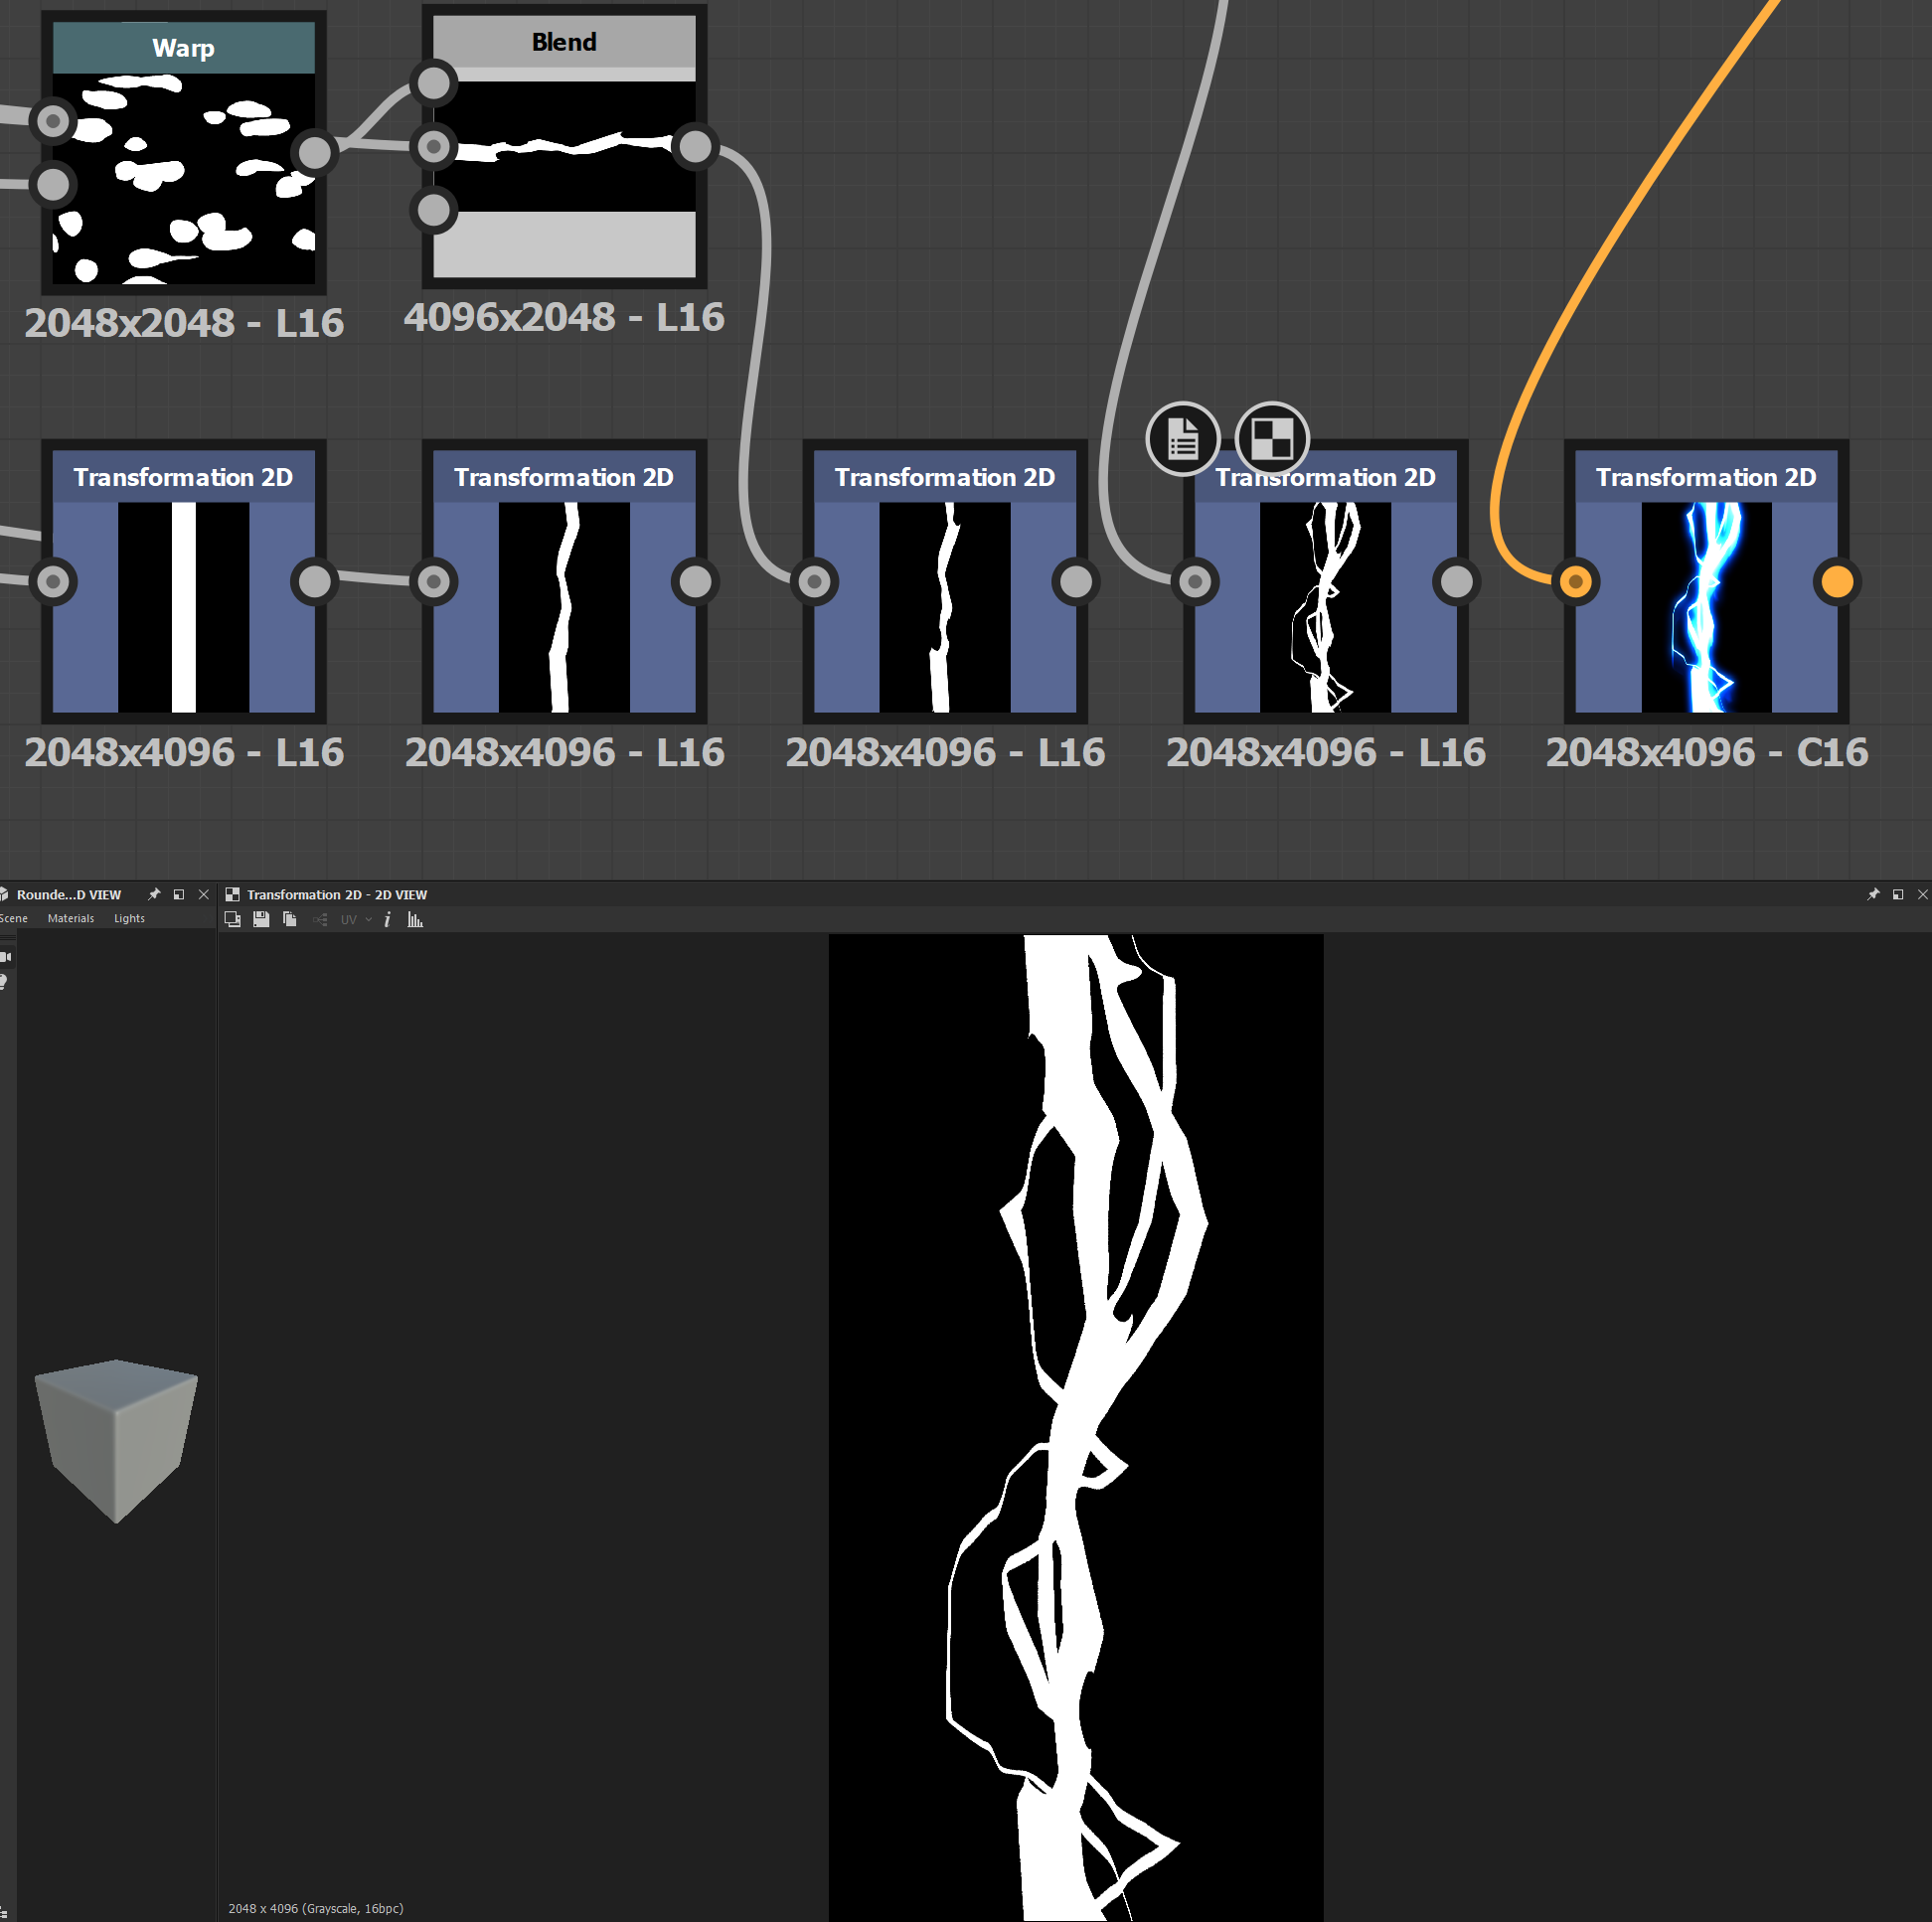 Warp
Blend
2048x2048 - L16
4096x2048 - L16
Transformation 2D
Transformation 2D
Transformation 2D
Transformation 2D
Transformation 2D
2048x4096 - L16
2048x4096 - L16
2048x4096 - L16
2048x4096 - L16
2048x4096 - C16
Rounde...D VIEW
Transformation 2D - 2D VIEW
Scene Materials Lights
UV
i
2048 x 4096 (Grayscale, 16bpc)